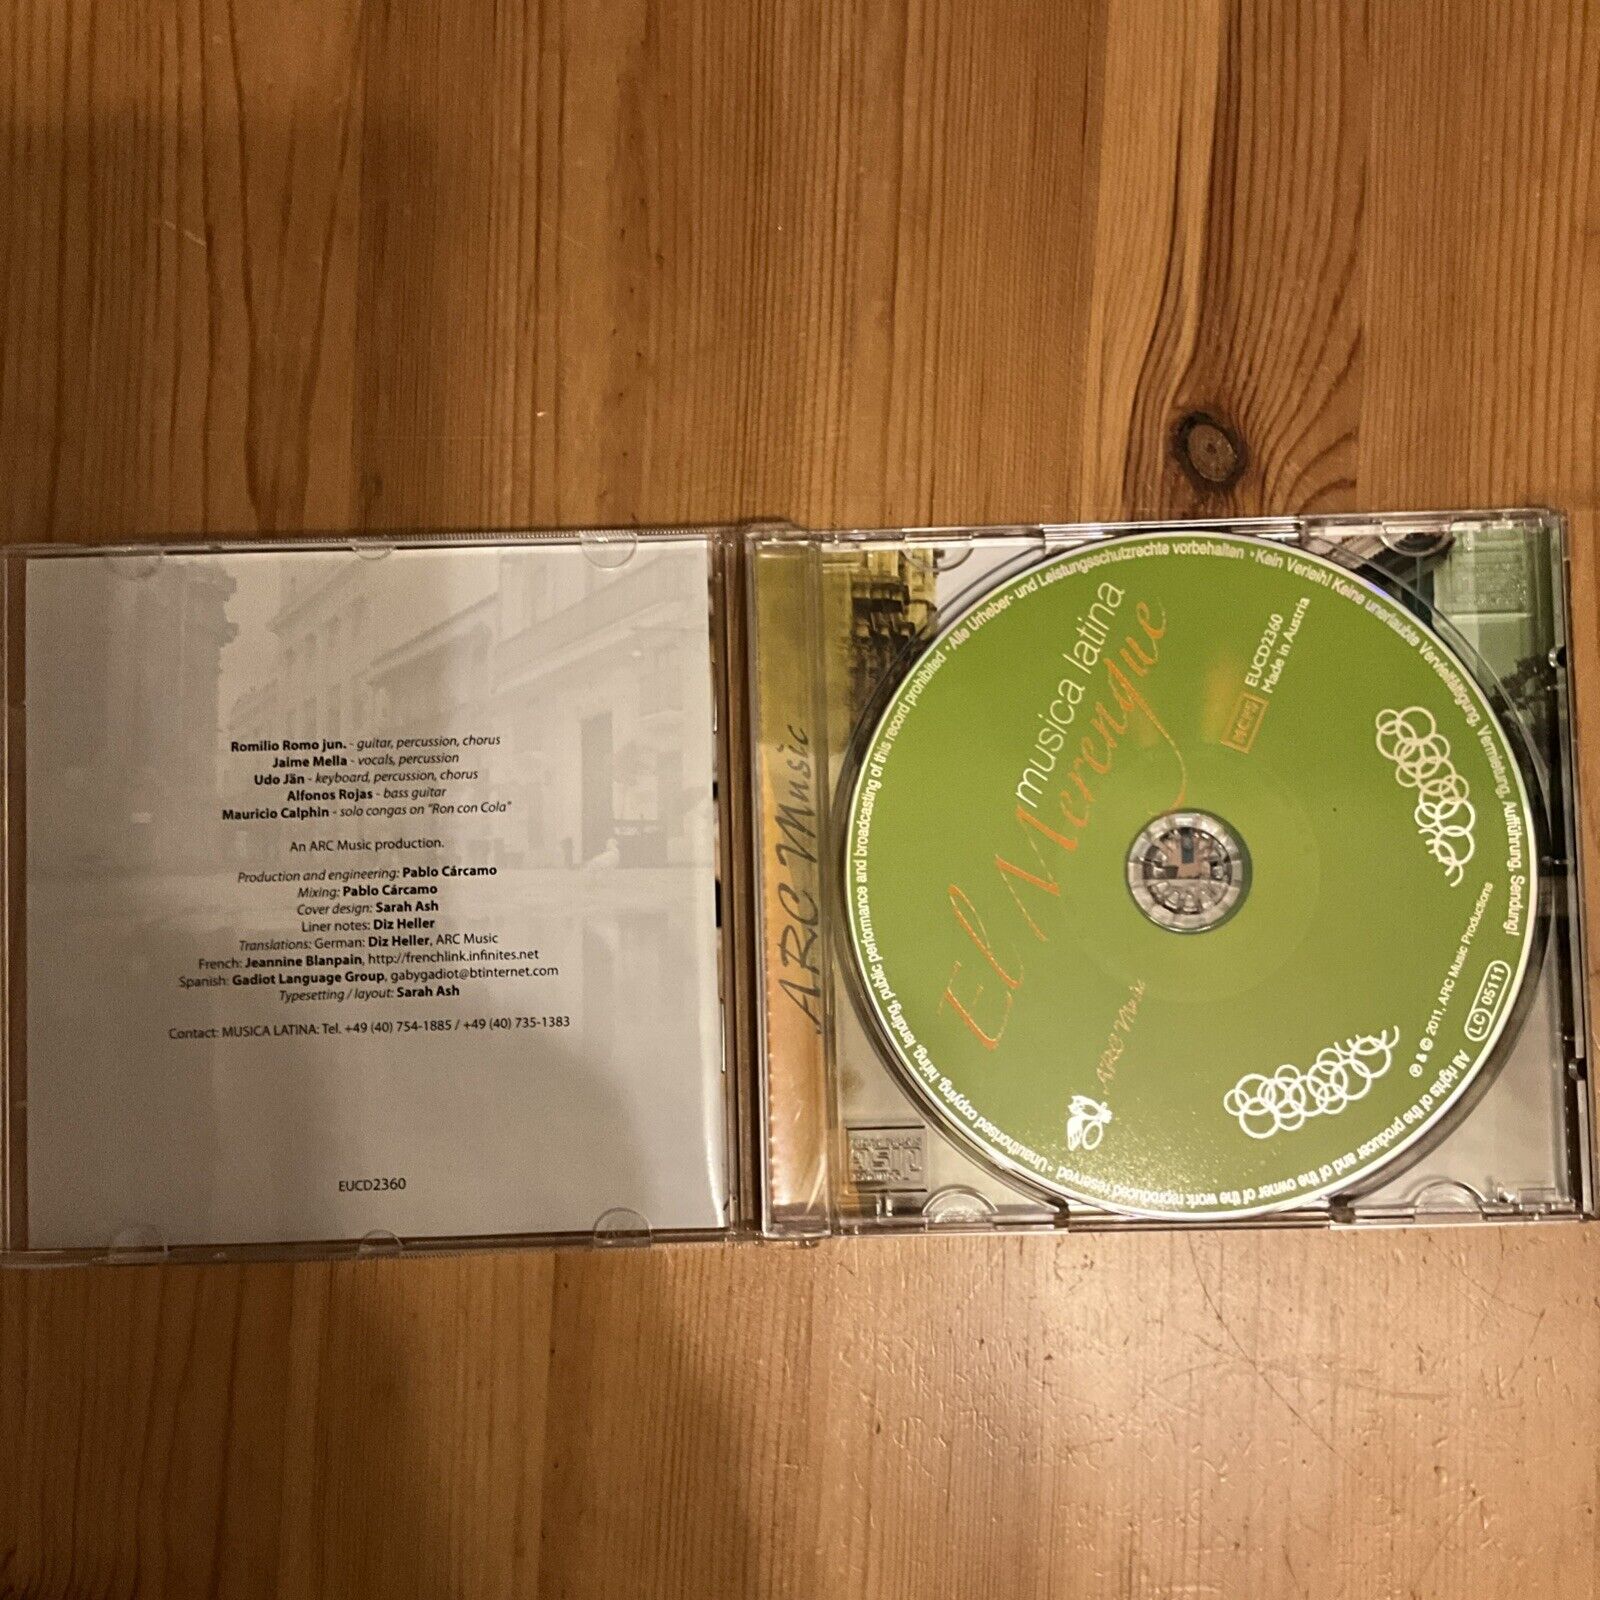 Romilio Romo jun. - guitar, percussion, chorus
Jaime Mella - vocals, percussion
Udo Jän - keyboard, percussion, chorus
Alfonos Rojas - bass guitar
Mauricio Calphin - solo congas on "Ron con Cola"
An ARC Music production.
Production and engineering: Pablo Cárcamo
Mixing: Pablo Cárcamo
Cover design: Sarah Ash
Liner notes: Diz Heller
Translations: German: Diz Heller, ARC Music
French: Jeannine Blanpain, http://frenchlink.infinites.net
Spanish: Gadiot Language Group, gabygadiot@btinternet.com
Typesetting / layout: Sarah Ash
Contact: MUSICA LATINA: Tel. +49 (40) 754-1885 / +49 (40) 735-1383
EUCD2360
ARC Music
musica latina
El Merengue
MCPS
EUCD2360
Made in Austria
ARC Music
℗ & © 2011, ARC Music Productions
LC 05111
All rights of the producer and of the owner of the work reproduced reserved • Unauthorised copying, hiring, lending, public performance and broadcasting of this record prohibited • Alle Urheber- und Leistungsschutzrechte vorbehalten • Kein Verleih! Keine unerlaubte Vervielfältigung, Vermietung, Aufführung, Sendung!